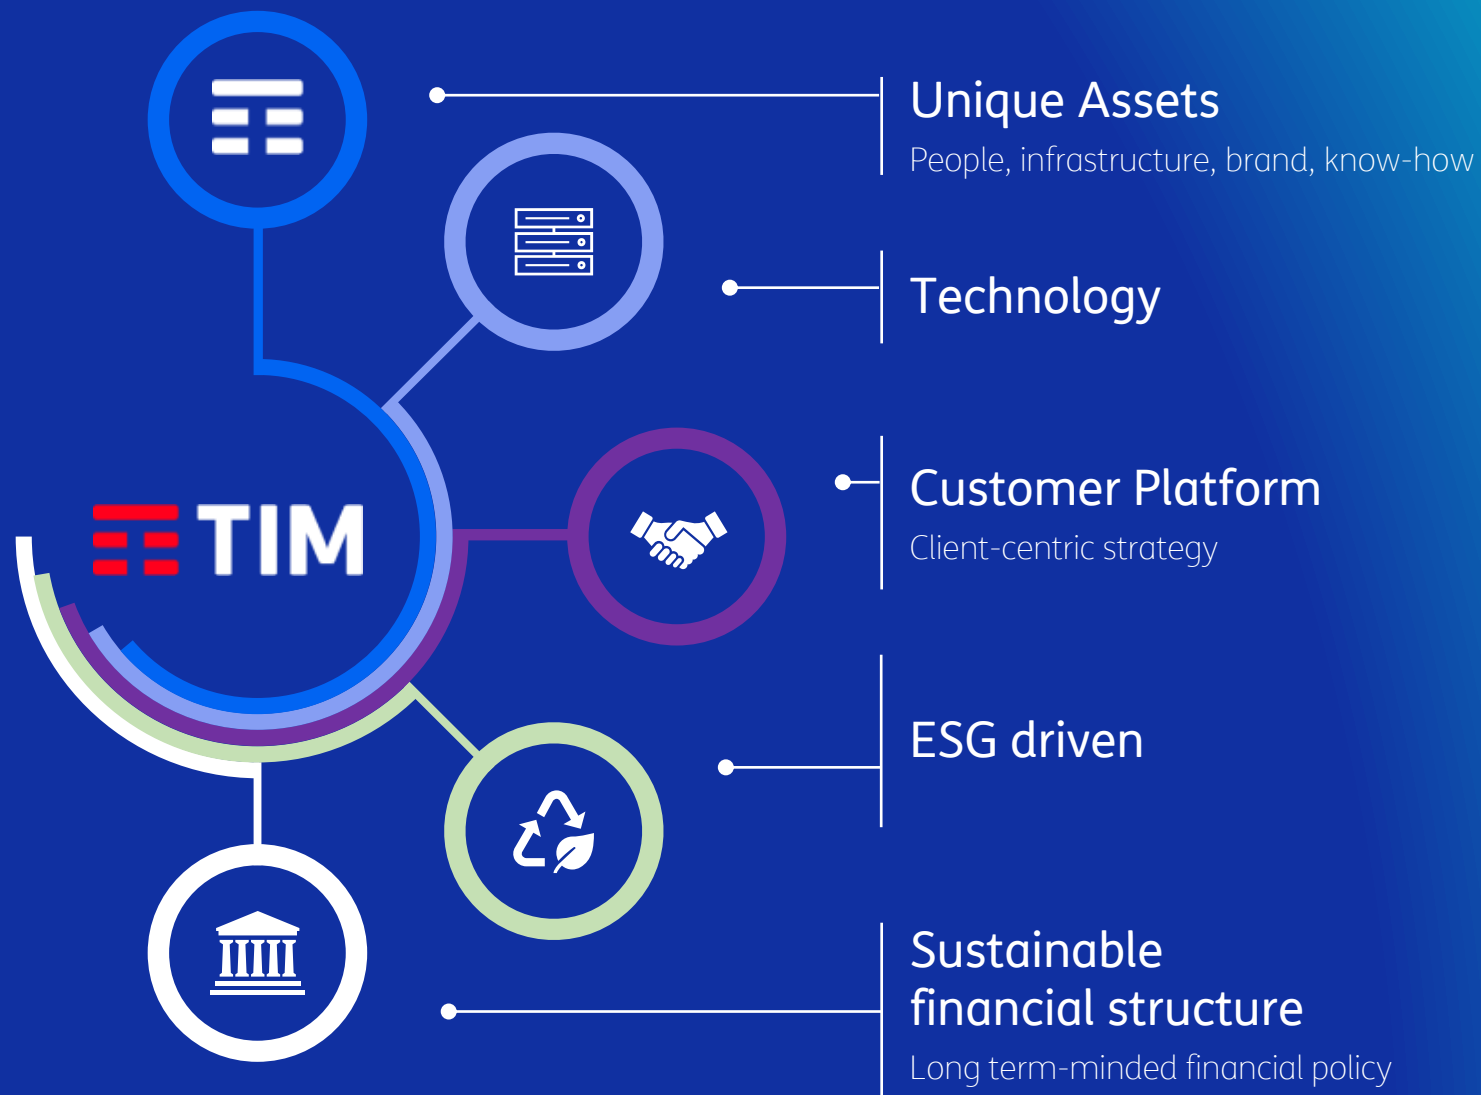 Unique Assets
People, infrastructure, brand, know-how
Technology
TIM
Customer Platform
Client-centric strategy
ESG driven
Sustainable
financial structure
Long term-minded financial policy